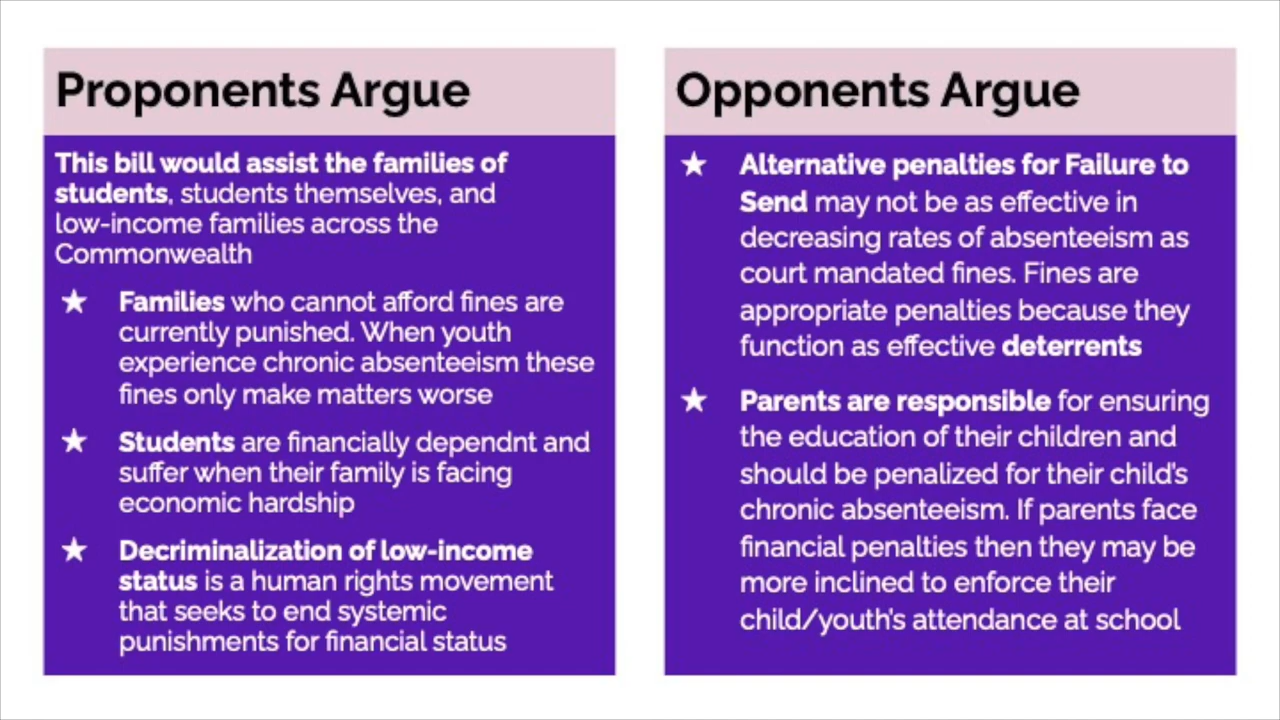 Proponents Argue
This bill would assist the families of
students, students themselves, and
low-income families across the
Commonwealth
★ Families who cannot afford fines are
currently punished. When youth
experience chronic absenteeism these
fines only make matters worse
★ Students are financially dependnt and
suffer when their family is facing
economic hardship
★ Decriminalization of low-income
status is a human rights movement
that seeks to end systemic
punishments for financial status
Opponents Argue
★ Alternative penalties for Failure to
Send may not be as effective in
decreasing rates of absenteeism as
court mandated fines. Fines are
appropriate penalties because they
function as effective deterrents
★ Parents are responsible for ensuring
the education of their children and
should be penalized for their child's
chronic absenteeism. If parents face
financial penalties then they may be
more inclined to enforce their
child/youth's attendance at school